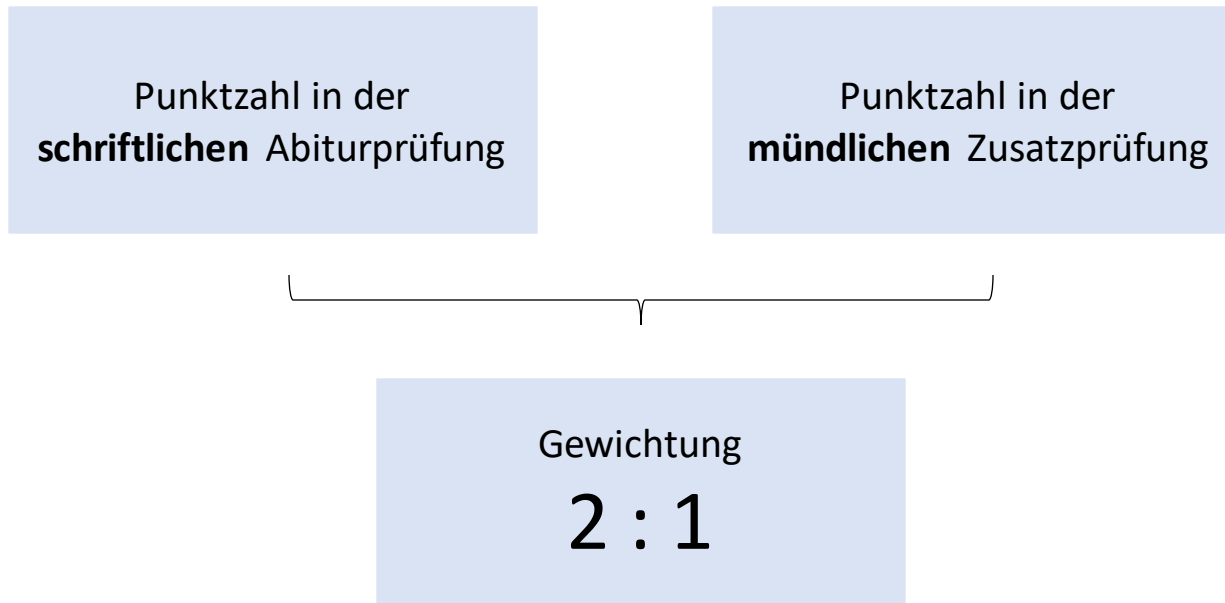 Punktzahl in der
schriftlichen Abiturprüfung
Punktzahl in der
mündlichen Zusatzprüfung
Gewichtung
2 : 1